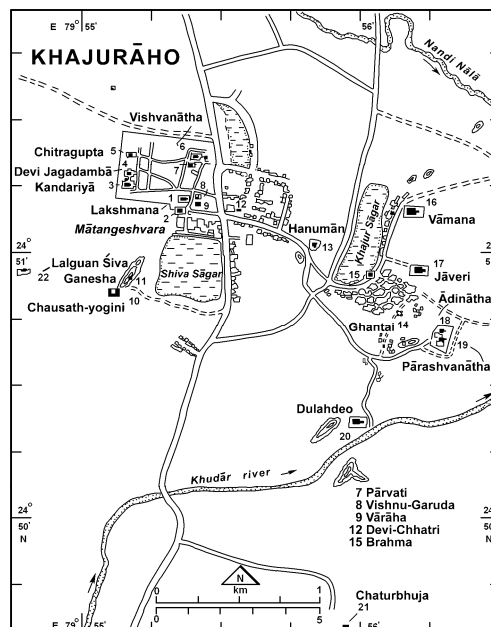 E 79° 55'
56'
KHAJURĀHO
Nandi Nālā
Vishvanātha
6
Chitragupta
5
7
4
Devi Jagadambā
Kandariyā
3
8
1
9
12
Lakshmana
2
Mātangeshvara
16
Vāmana
Hanumān
13
Khajur Sāgar
24°
51'
Lalguan Śiva
22
Ganesha
11
Shiva Sāgar
17
15
Jāveri
10
Chausath-yogini
Ādinātha
Ghantai
14
18
19
Pārashvanātha
Dulahdeo
20
Khudār river
7 Pārvati
8 Vishnu-Garuda
9 Vārāha
12 Devi-Chhatri
15 Brahma
24°
50'
N
24°
50'
N
N
0 km 1
0 5
Chaturbhuja
21
E 79° 55'
56'